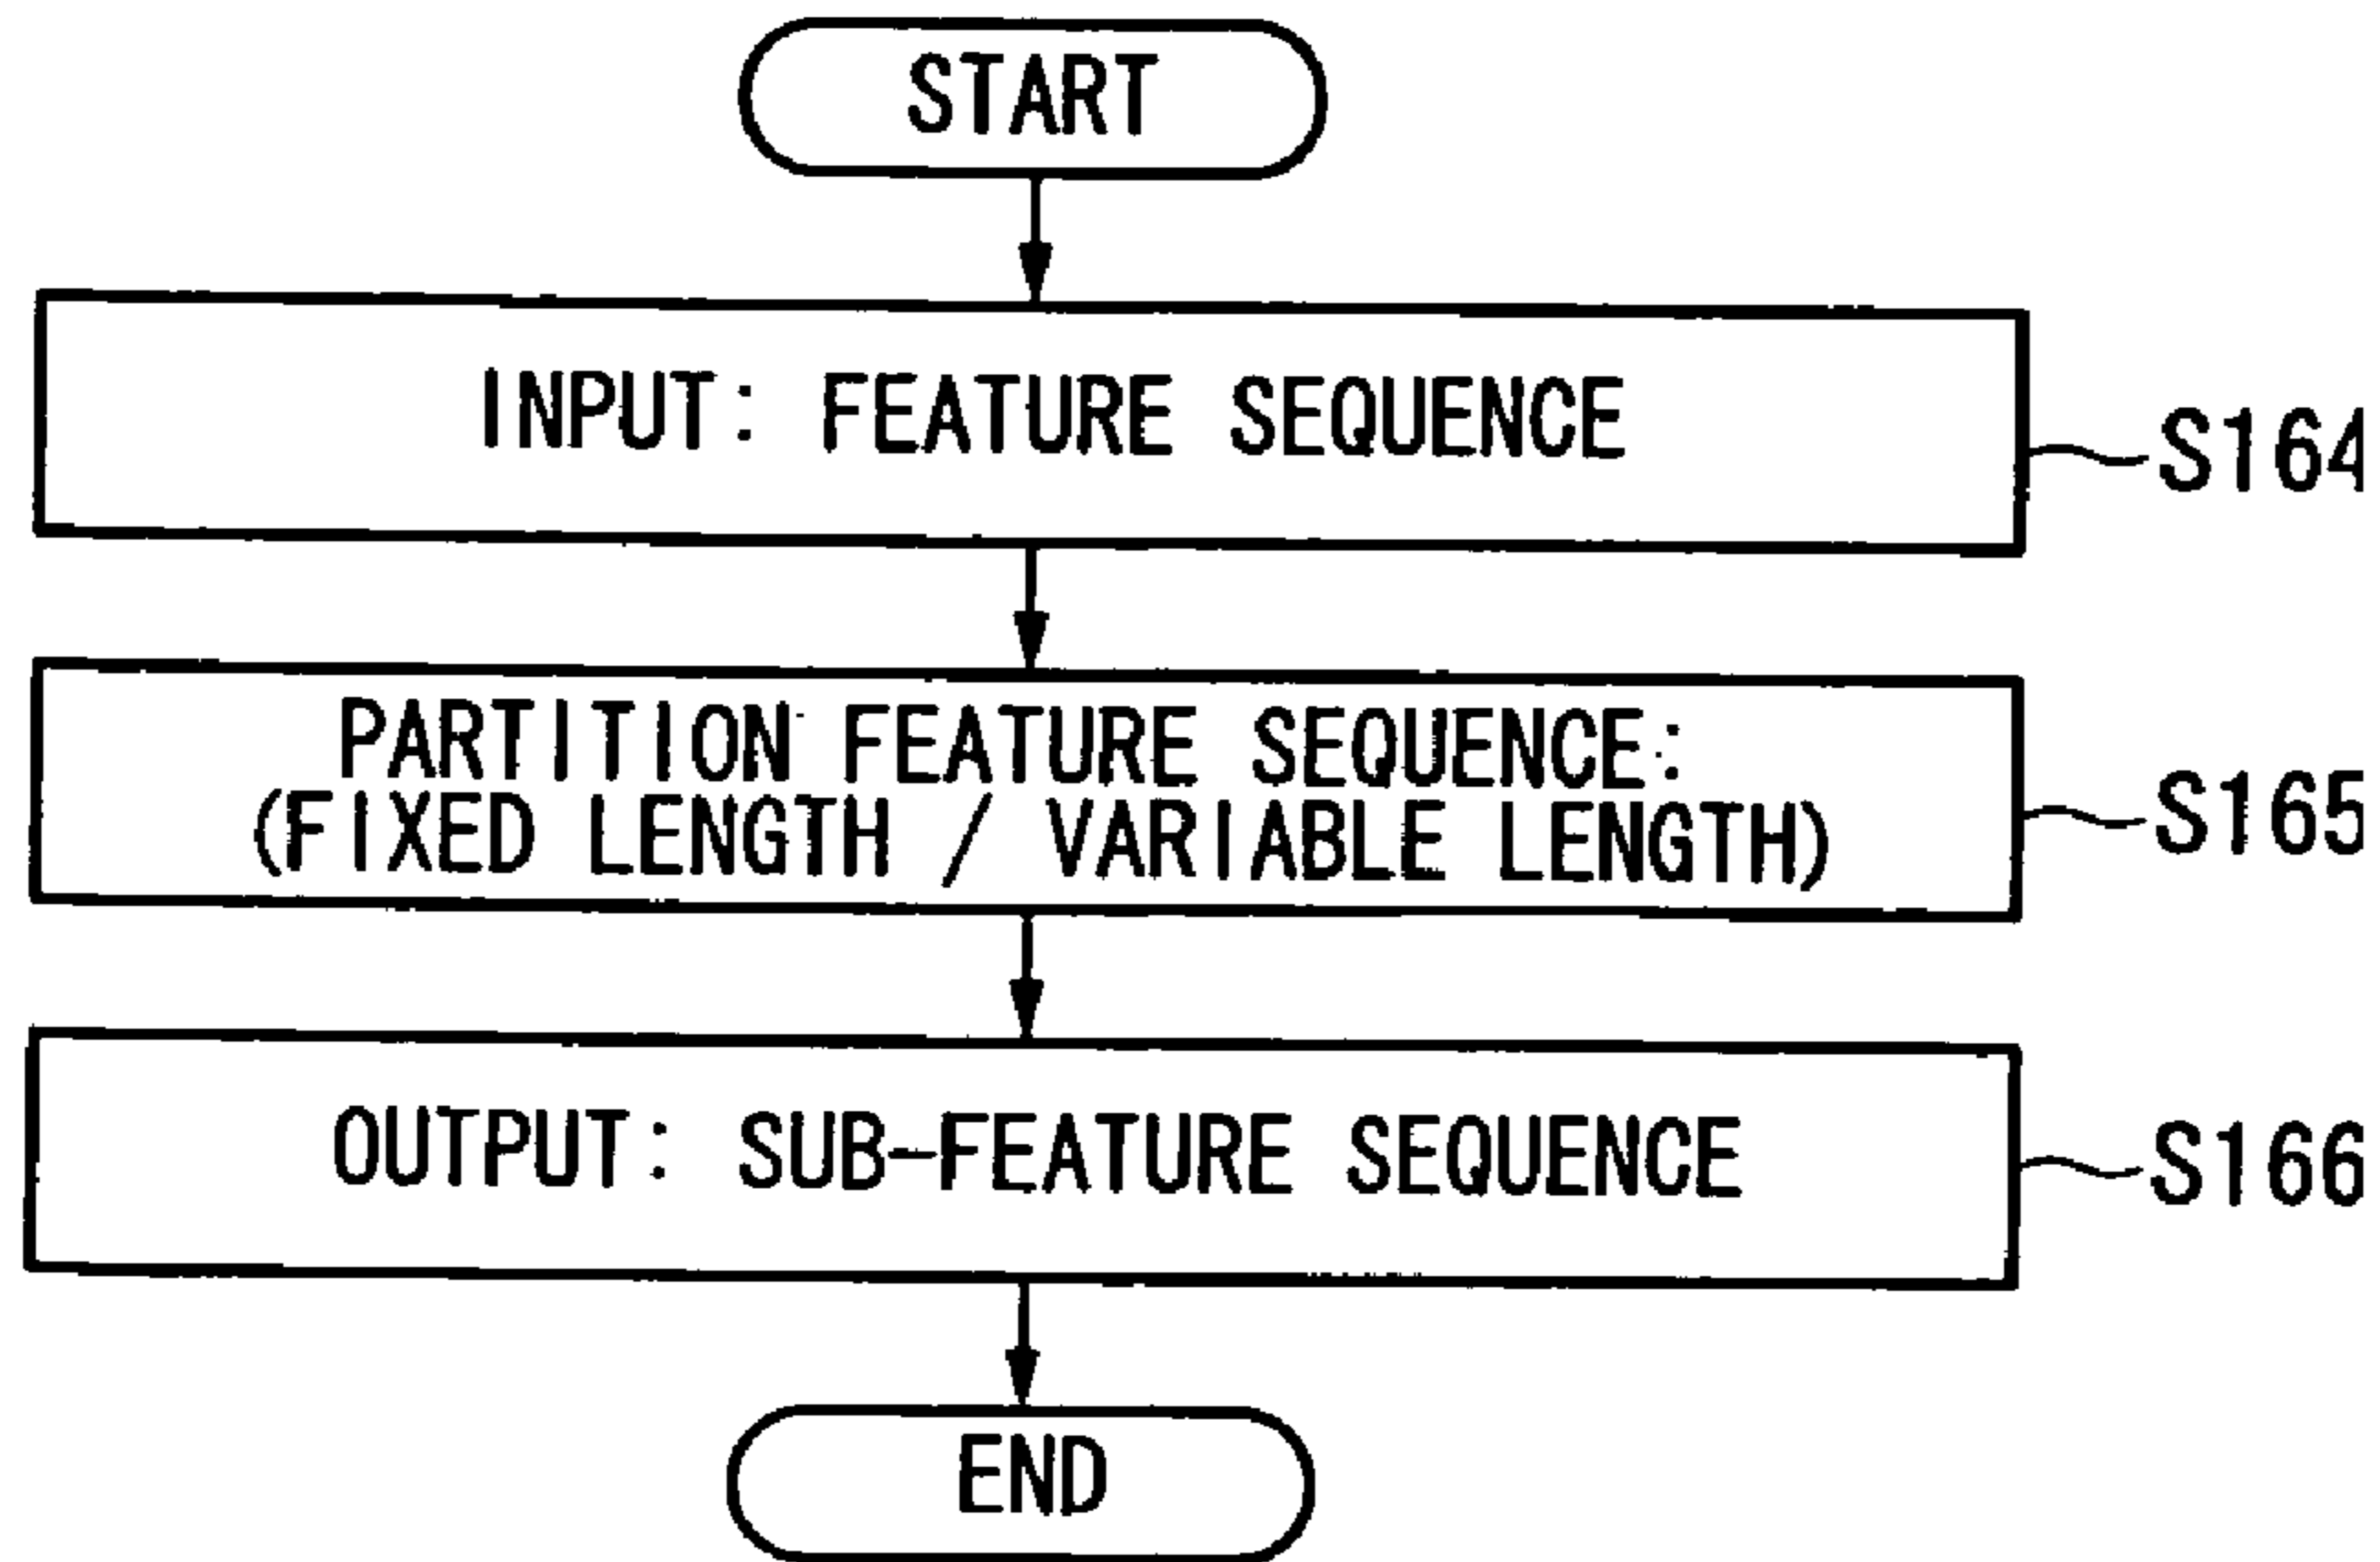 START
INPUT: FEATURE SEQUENCE
S164
PARTITION FEATURE SEQUENCE:
(FIXED LENGTH / VARIABLE LENGTH)
S165
OUTPUT: SUB-FEATURE SEQUENCE
S166
END